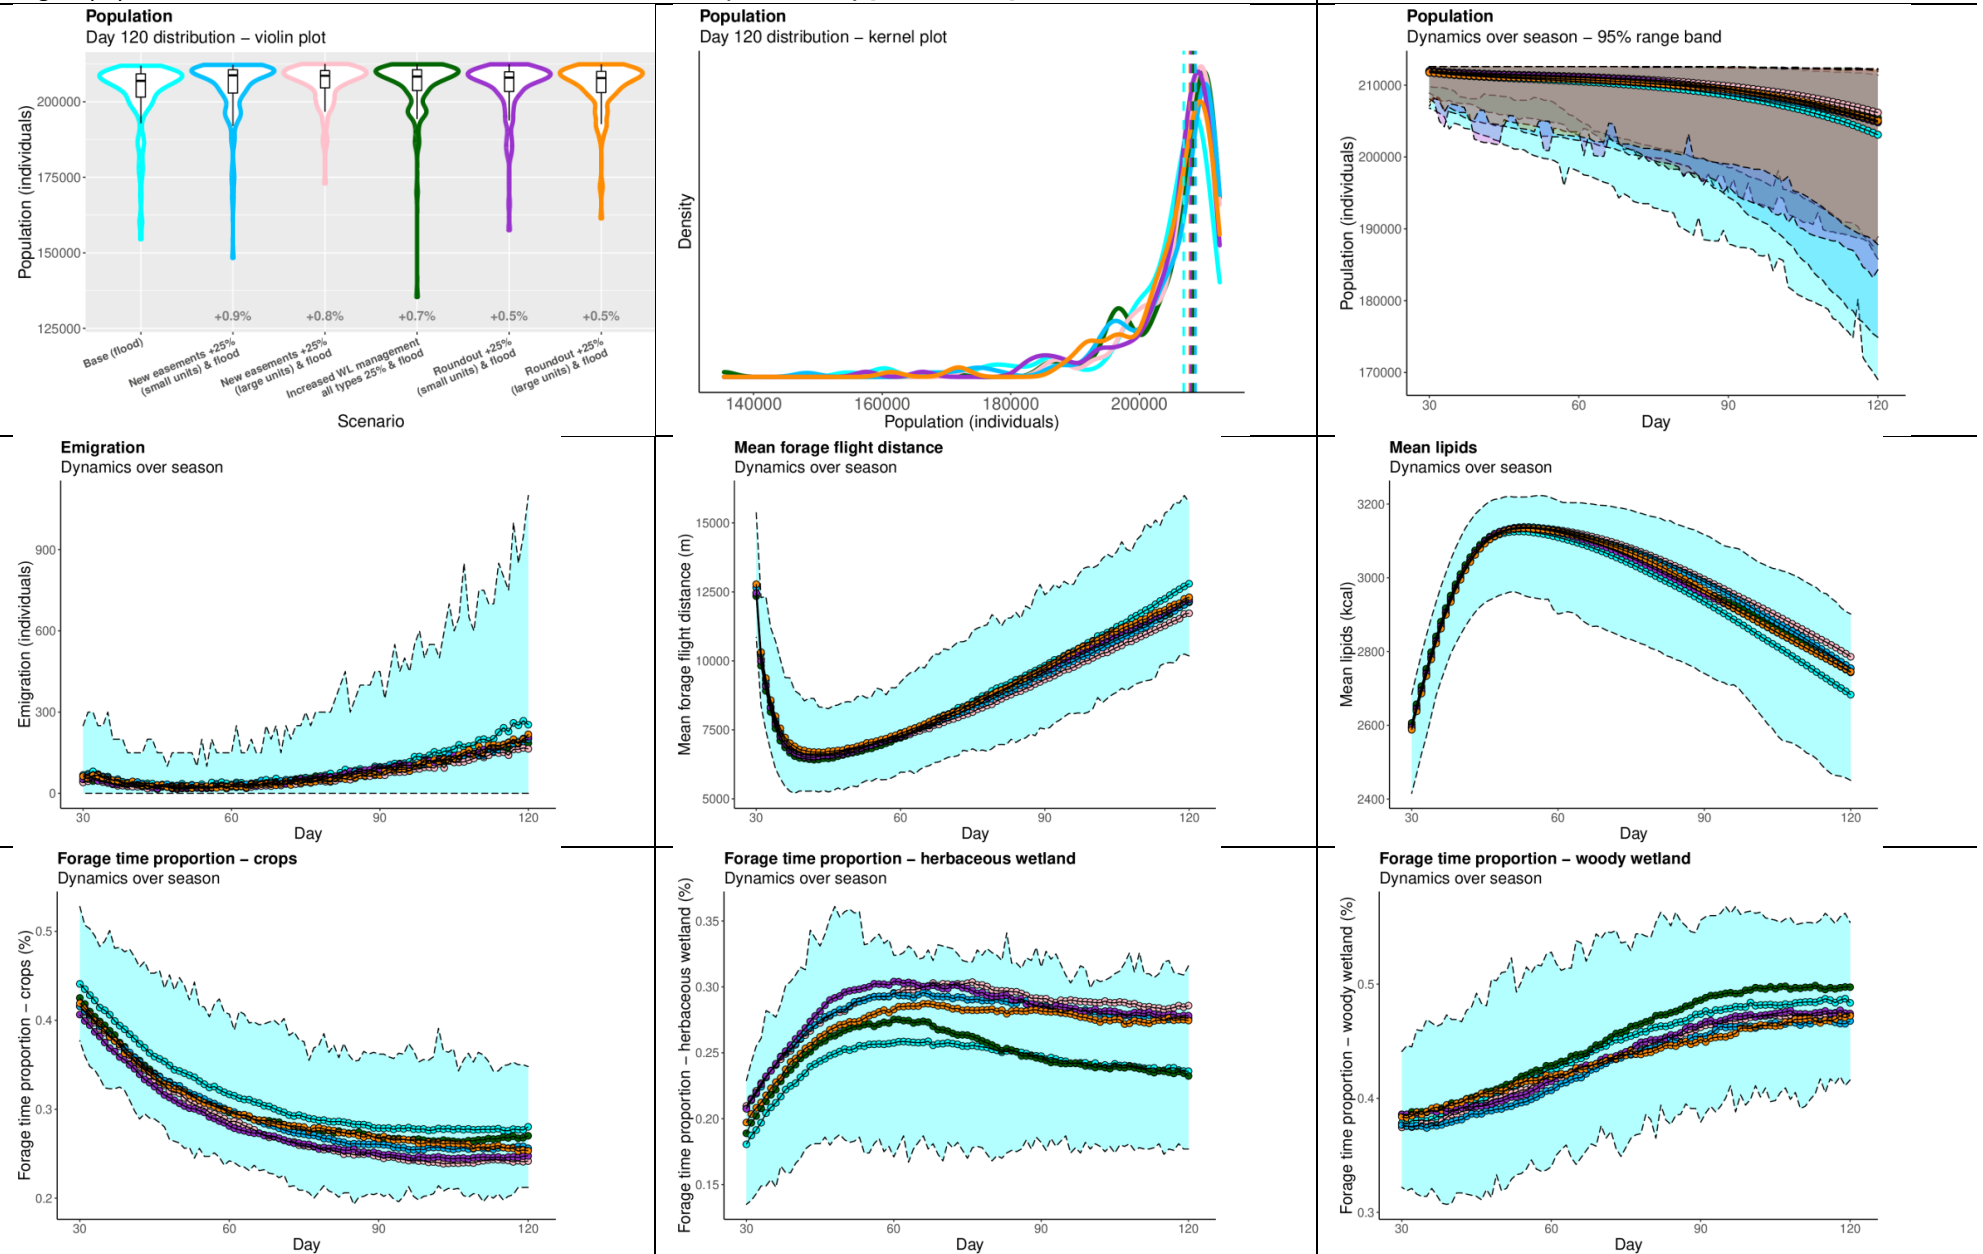 Population
Day 120 distribution – violin plot
Population (individuals)
200000
175000
150000
125000
+0.9%
+0.8%
+0.7%
+0.5%
+0.5%
Base (flood)
New easements +25%
(small units) & flood
New easements +25%
(large units) & flood
Increased WL management
all types 25% & flood
Roundout +25%
(small units) & flood
Roundout +25%
(large units) & flood
Scenario
Population
Day 120 distribution – kernel plot
Density
140000
160000
180000
200000
Population (individuals)
Population
Dynamics over season – 95% range band
Population (individuals)
210000
200000
190000
180000
170000
30
60
90
120
Day
Emigration
Dynamics over season
Emigration (individuals)
900
600
300
0
30
60
90
120
Day
Mean forage flight distance
Dynamics over season
Mean forage flight distance (m)
15000
12500
10000
7500
5000
30
60
90
120
Day
Mean lipids
Dynamics over season
Mean lipids (kcal)
3200
3000
2800
2600
2400
30
60
90
120
Day
Forage time proportion – crops
Dynamics over season
Forage time proportion – crops (%)
0.5
0.4
0.3
0.2
30
60
90
120
Day
Forage time proportion – herbaceous wetland
Dynamics over season
Forage time proportion – herbaceous wetland (%)
0.35
0.30
0.25
0.20
0.15
30
60
90
120
Day
Forage time proportion – woody wetland
Dynamics over season
Forage time proportion – woody wetland (%)
0.5
0.4
0.3
30
60
90
120
Day